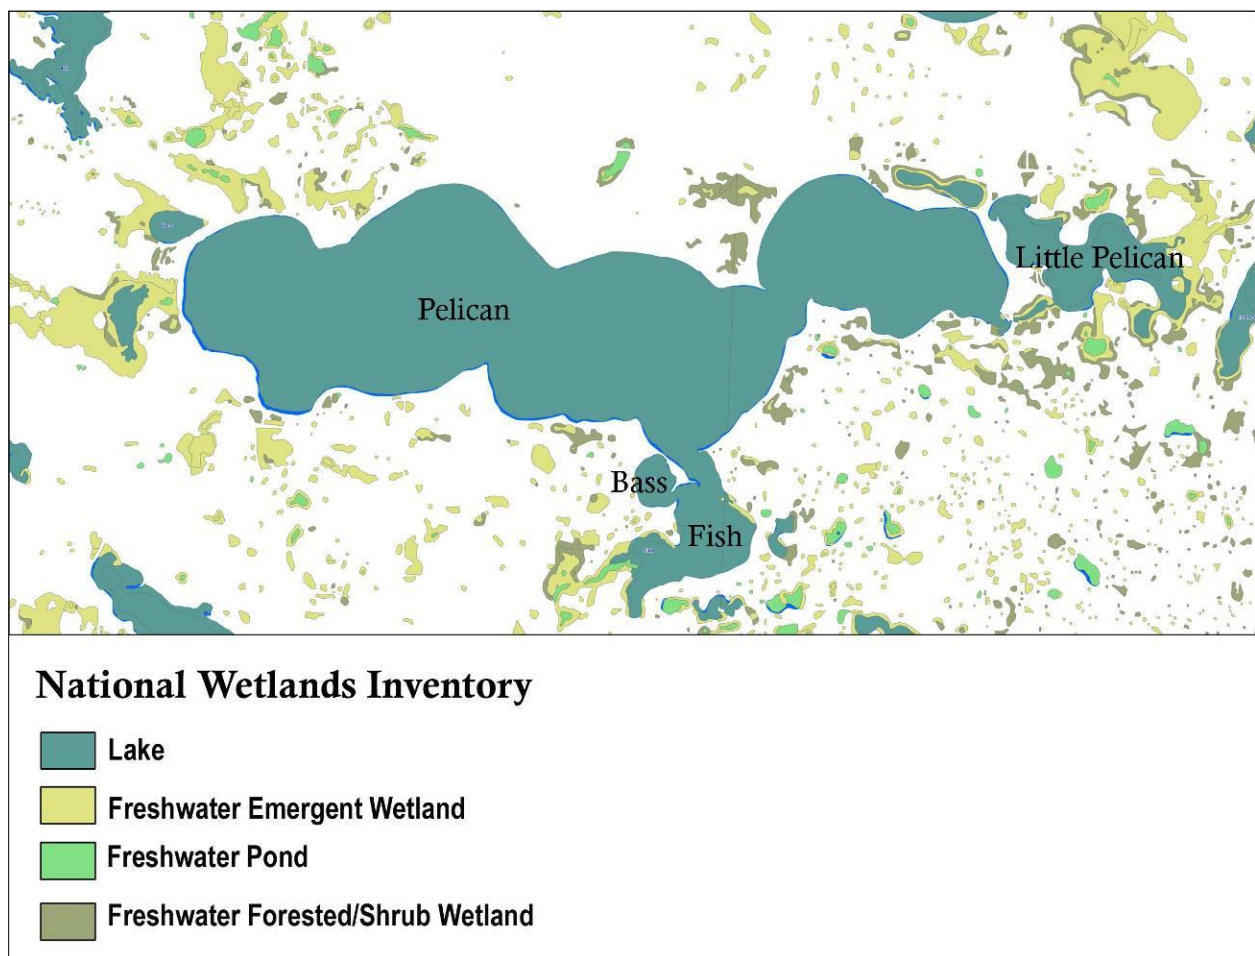 Little Pelican
Pelican
Bass
Fish
National Wetlands Inventory
Lake
Freshwater Emergent Wetland
Freshwater Pond
Freshwater Forested/Shrub Wetland